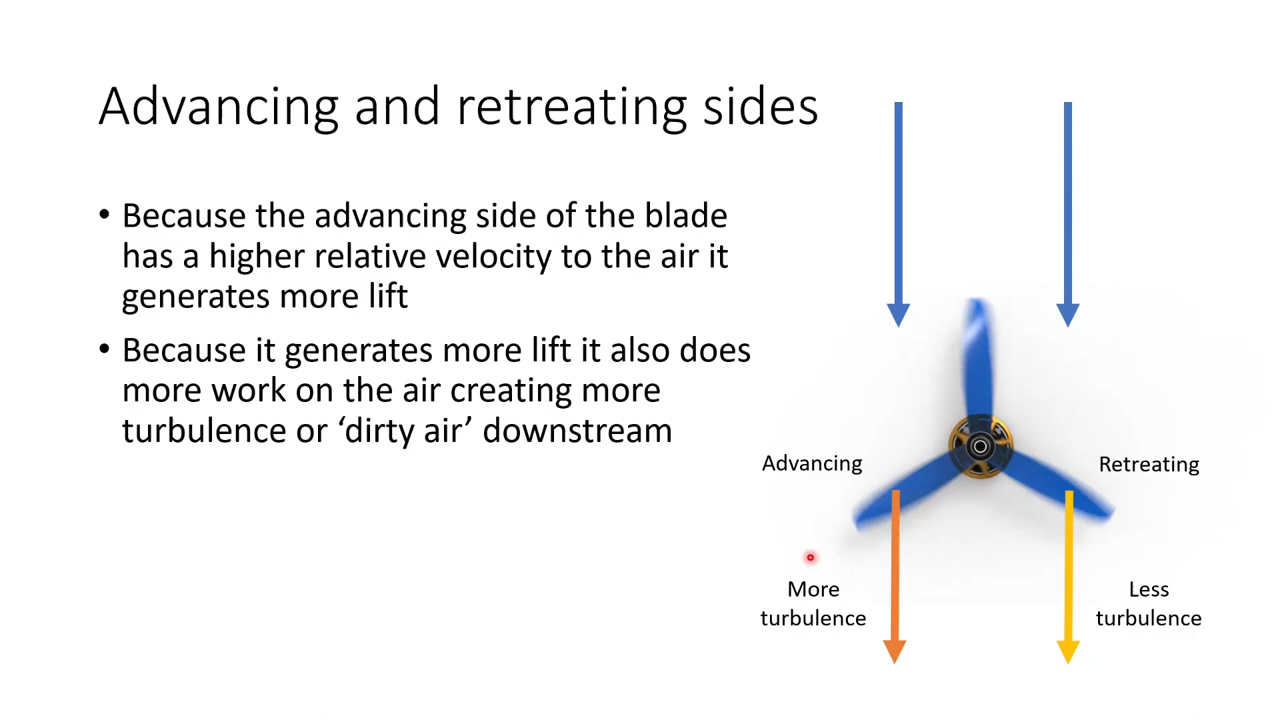 Advancing and retreating sides
• Because the advancing side of the blade
has a higher relative velocity to the air it
generates more lift
• Because it generates more lift it also does
more work on the air creating more
turbulence or ‘dirty air’ downstream
Advancing
Retreating
More
turbulence
Less
turbulence